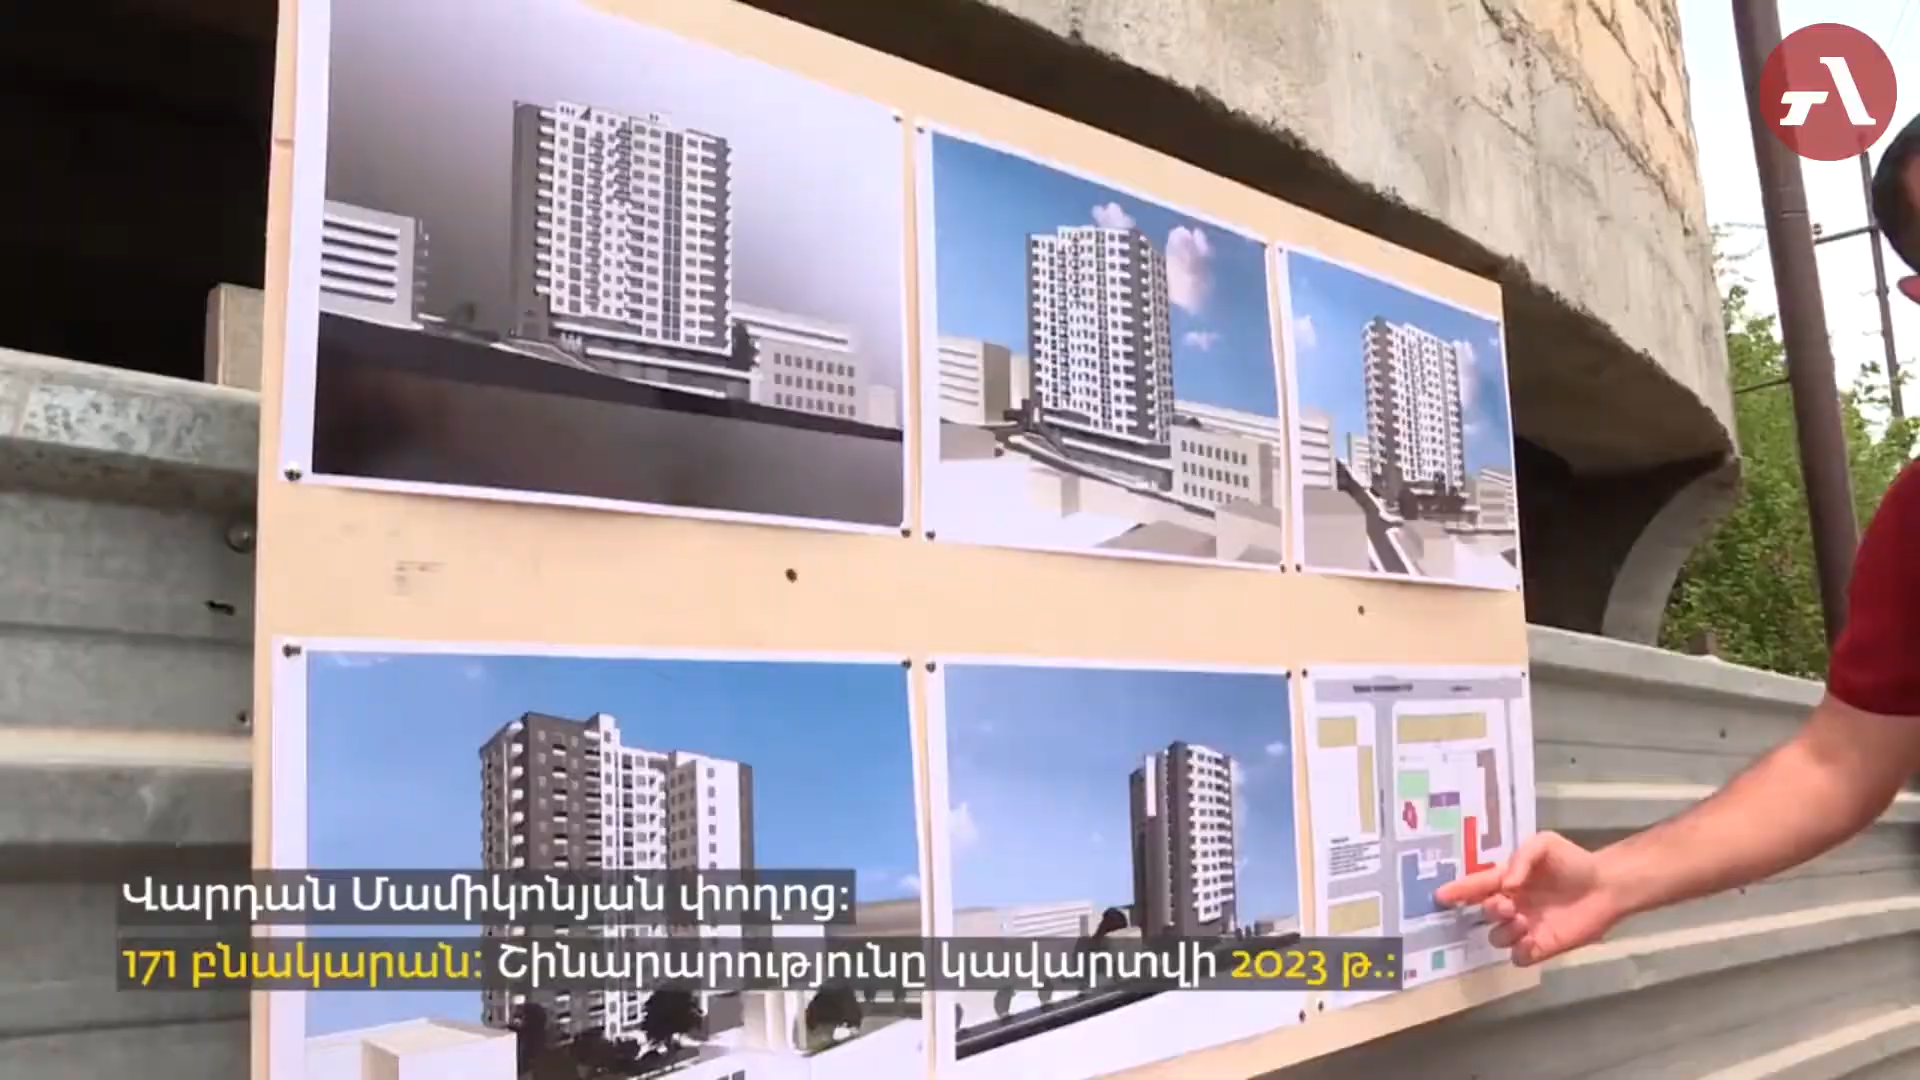 Վարդան Մամիկոնյան փողոց։
171 բնակարան։ Շինարարությունը կավարտվի 2023 թ.։